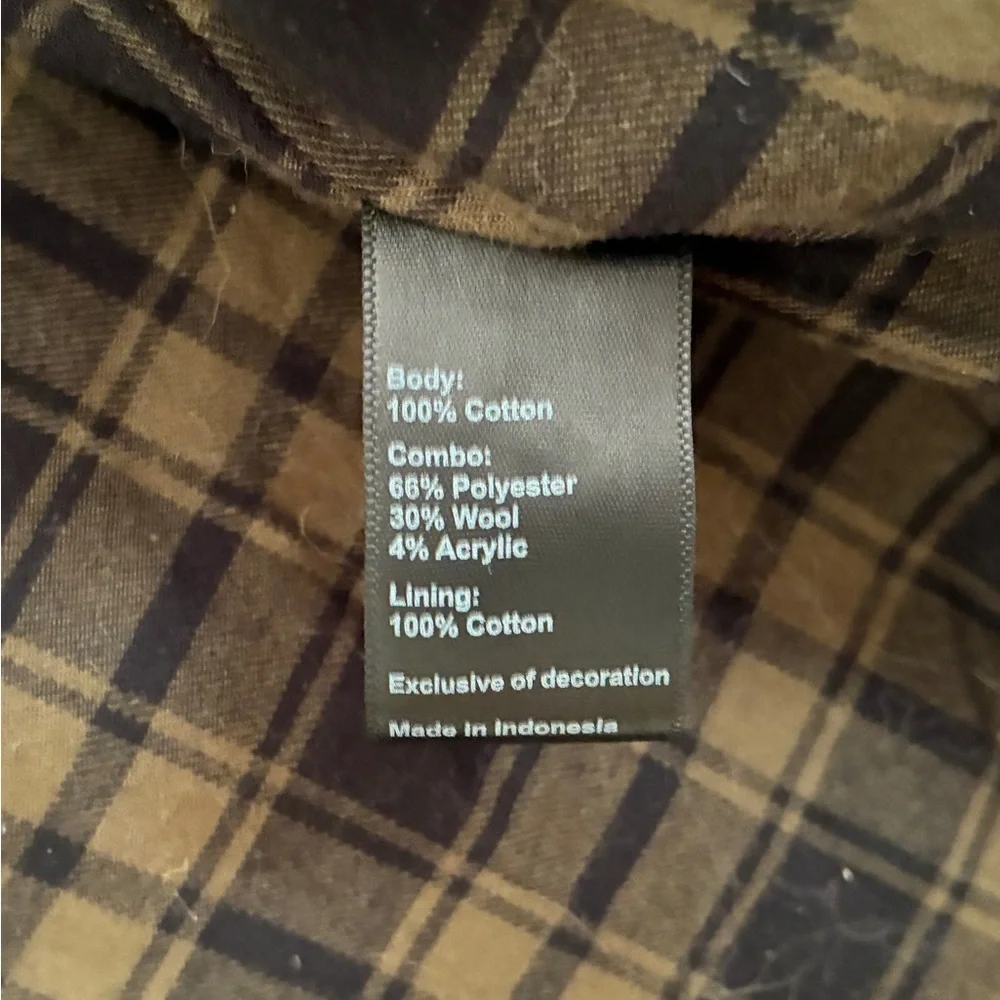 Body:
100% Cotton
Combo:
66% Polyester
30% Wool
4% Acrylic
Lining:
100% Cotton
Exclusive of decoration
Made in Indonesia